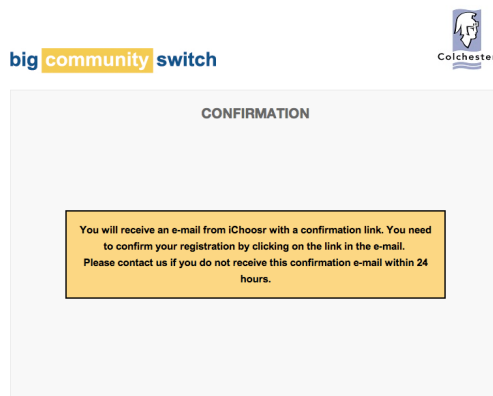 Colchester
big community switch
CONFIRMATION
You will receive an e-mail from iChoosr with a confirmation link. You need
to confirm your registration by clicking on the link in the e-mail.
Please contact us if you do not receive this confirmation e-mail within 24
hours.